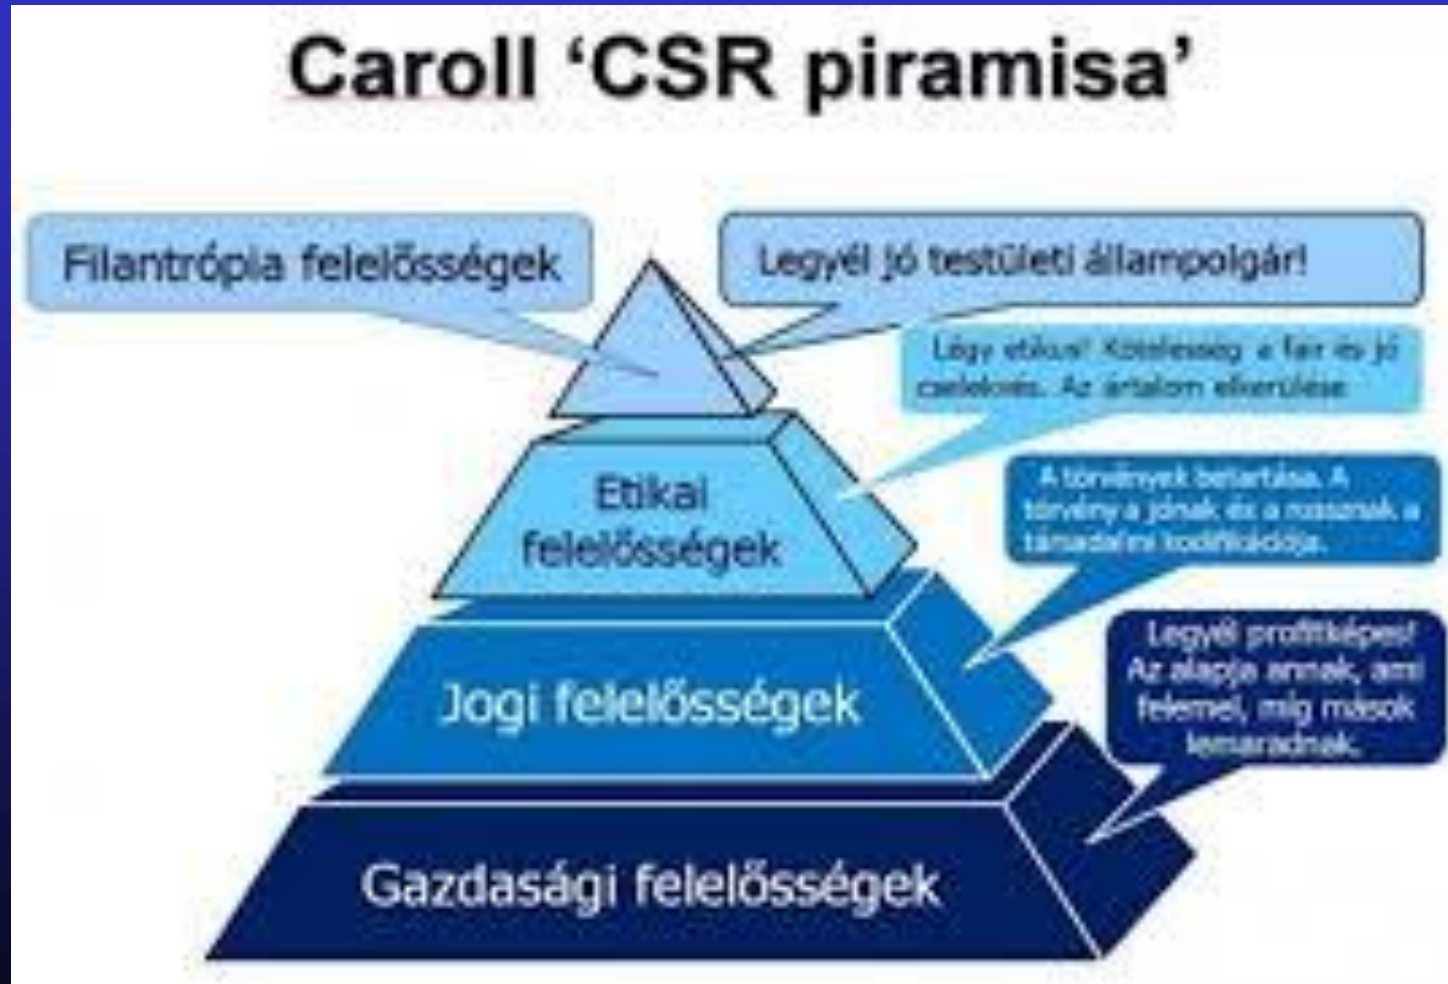 Caroll ‘CSR piramisa’
Filantrópia felelősségek
Legyél jó testületi állampolgár!
Légy etikus! Kötelesség a fair és jó
cselekvés. Az ártalom elkerülése
Etikai
felelősségek
A törvények betartása. A
törvény a jónak és a rossznak a
társadalmi kodifikációja.
Jogi felelősségek
Legyél profitképes!
Az alapja annak, ami
felemel, míg mások
lemaradnak.
Gazdasági felelősségek